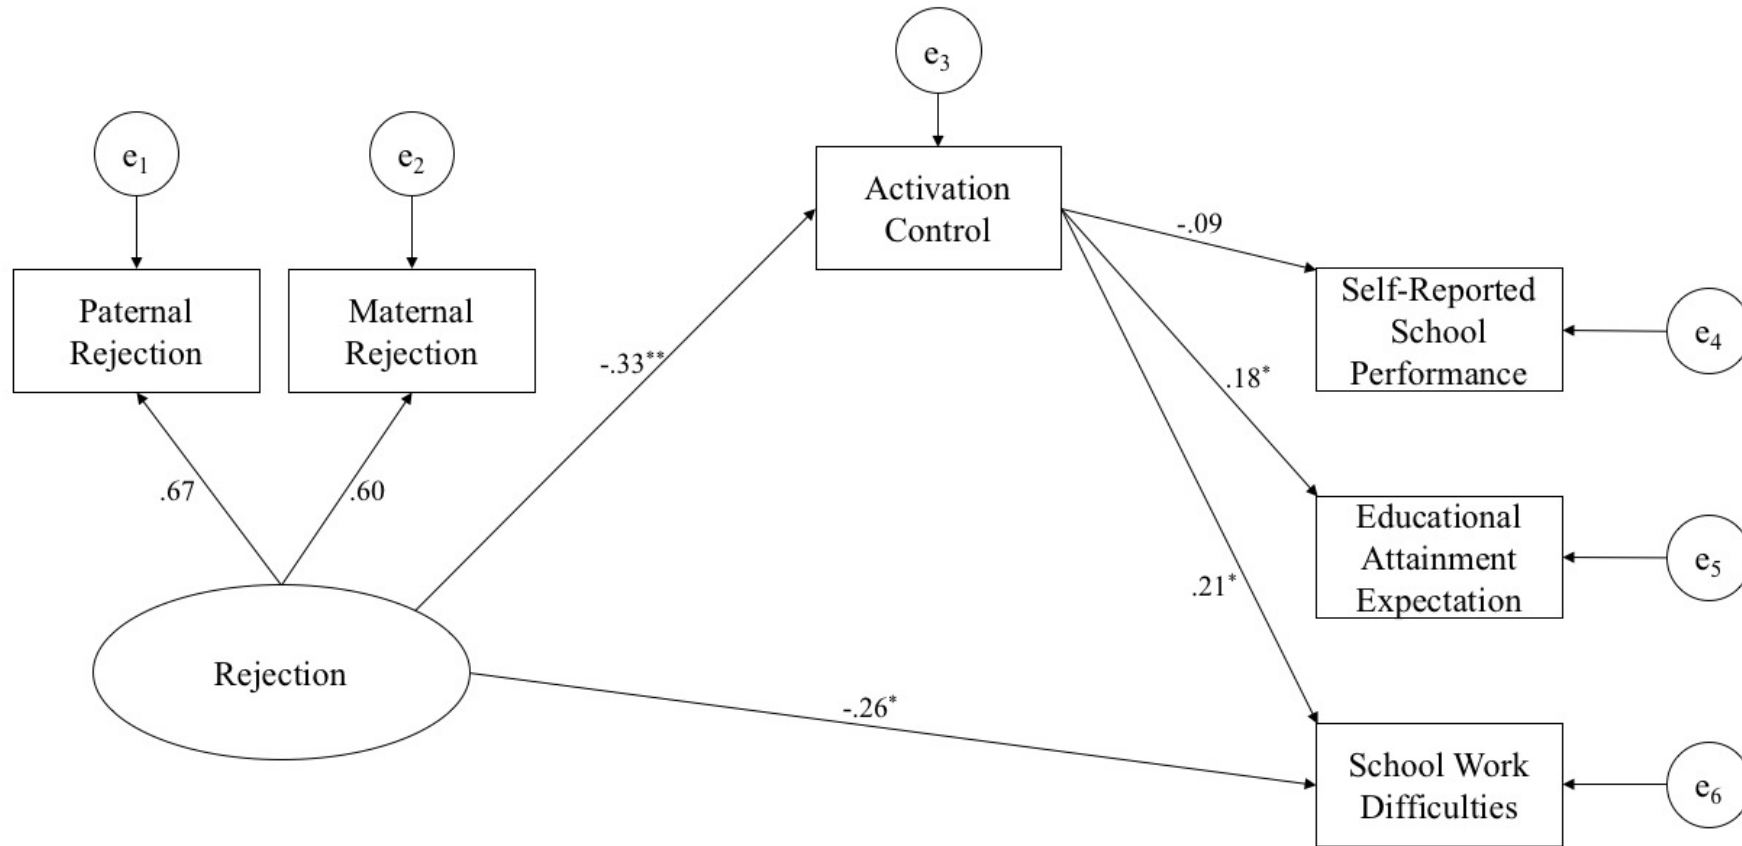 e₃
e₁
e₂
Activation
Control
-.09
Paternal
Rejection
Maternal
Rejection
Self-Reported
School
Performance
e₄
-.33**
.18*
.67
.60
Educational
Attainment
Expectation
e₅
.21*
Rejection
-.26*
School Work
Difficulties
e₆